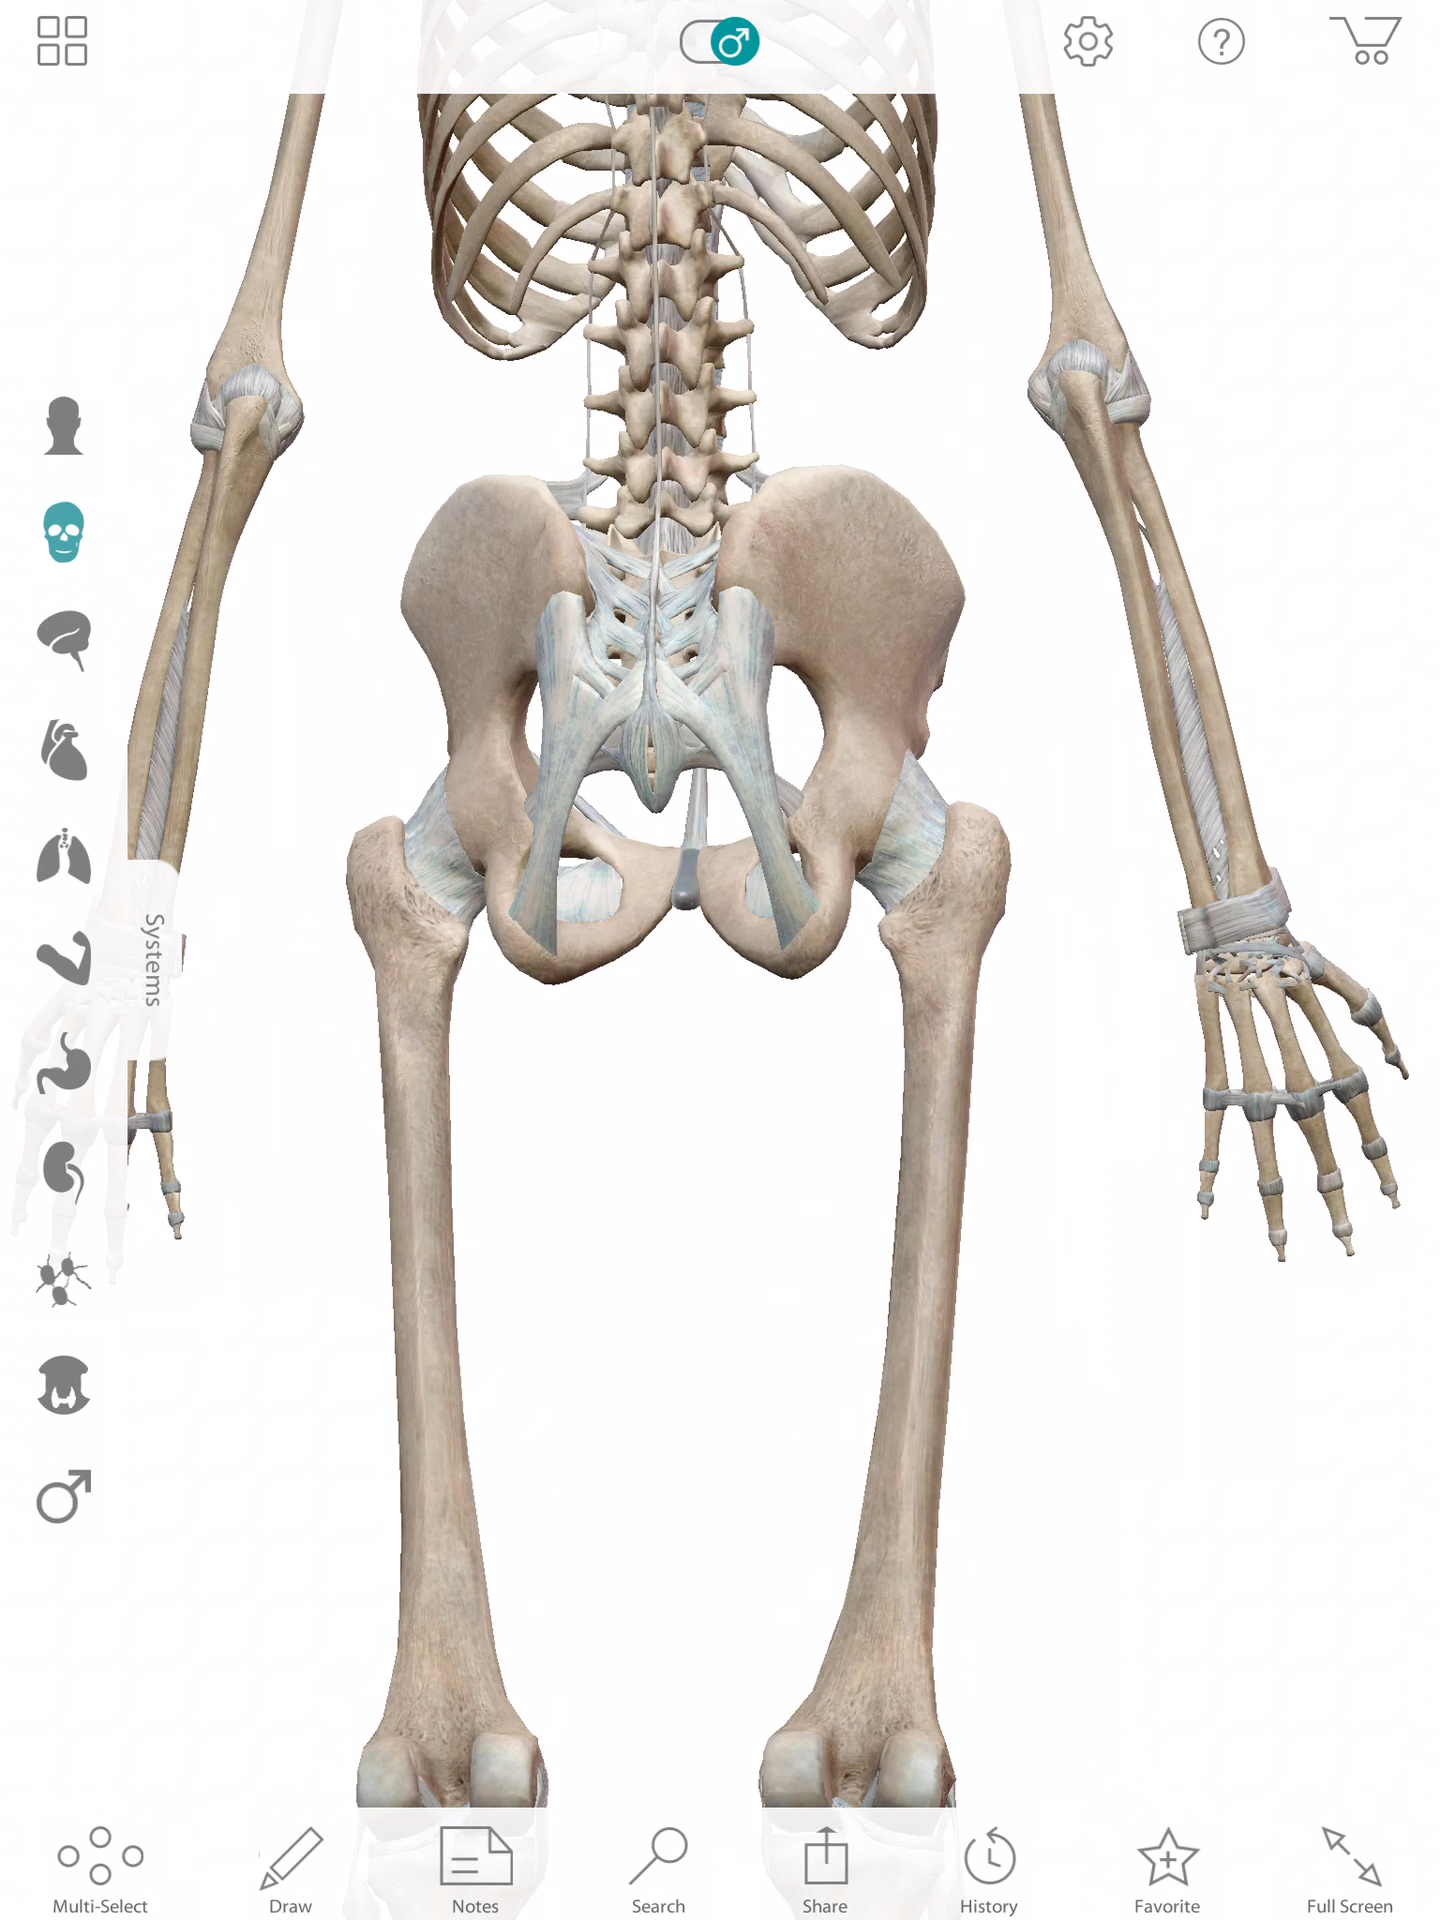 Systems
Multi-Select
Draw
Notes
Search
Share
History
Favorite
Full Screen